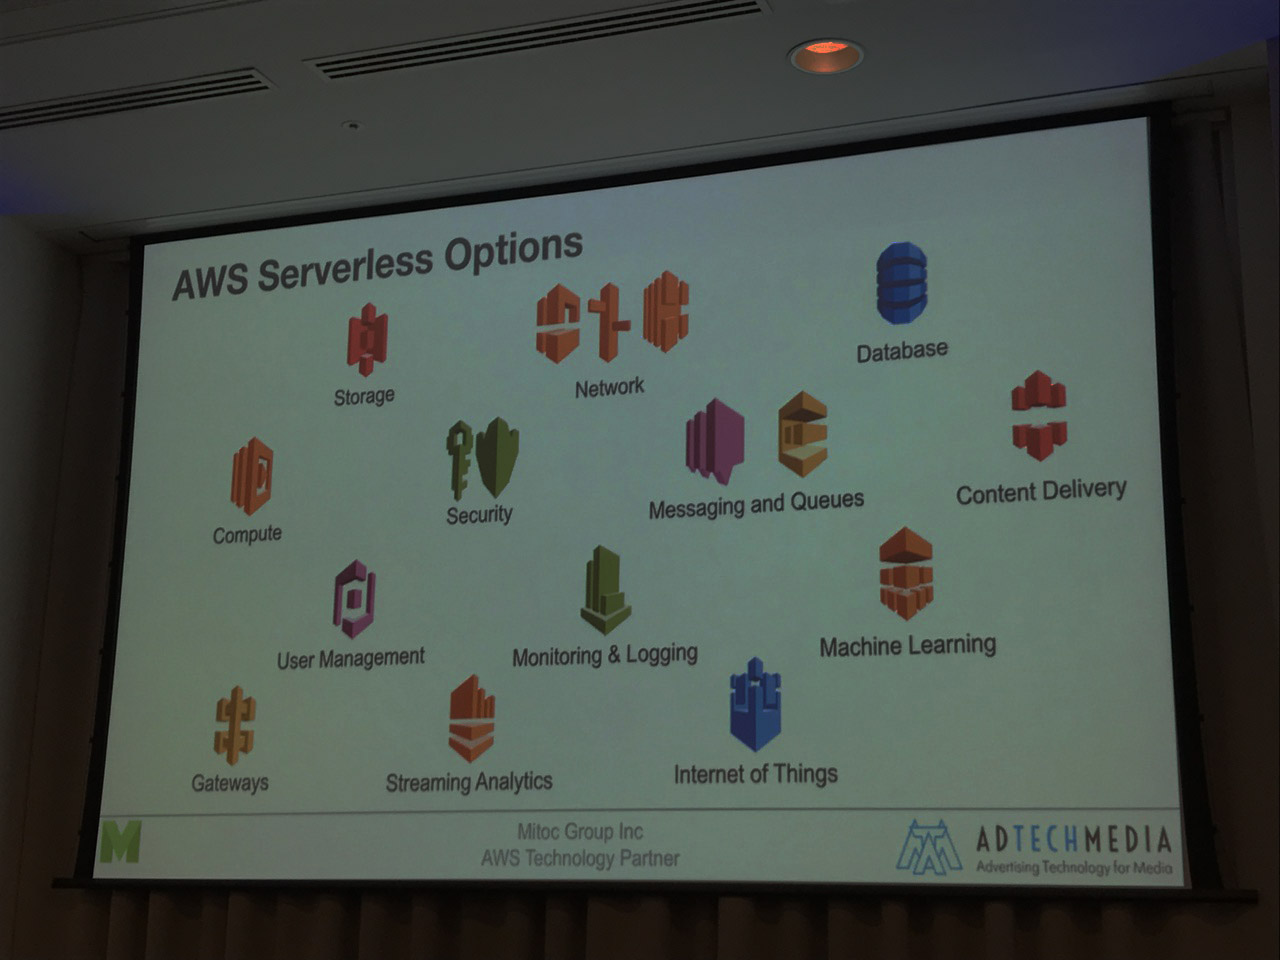 AWS Serverless Options
Storage
Network
Database
Compute
Security
Messaging and Queues
Content Delivery
User Management
Monitoring & Logging
Machine Learning
Gateways
Streaming Analytics
Internet of Things
M
Mitoc Group Inc
AWS Technology Partner
ADTECHMEDIA
Advertising Technology for Media